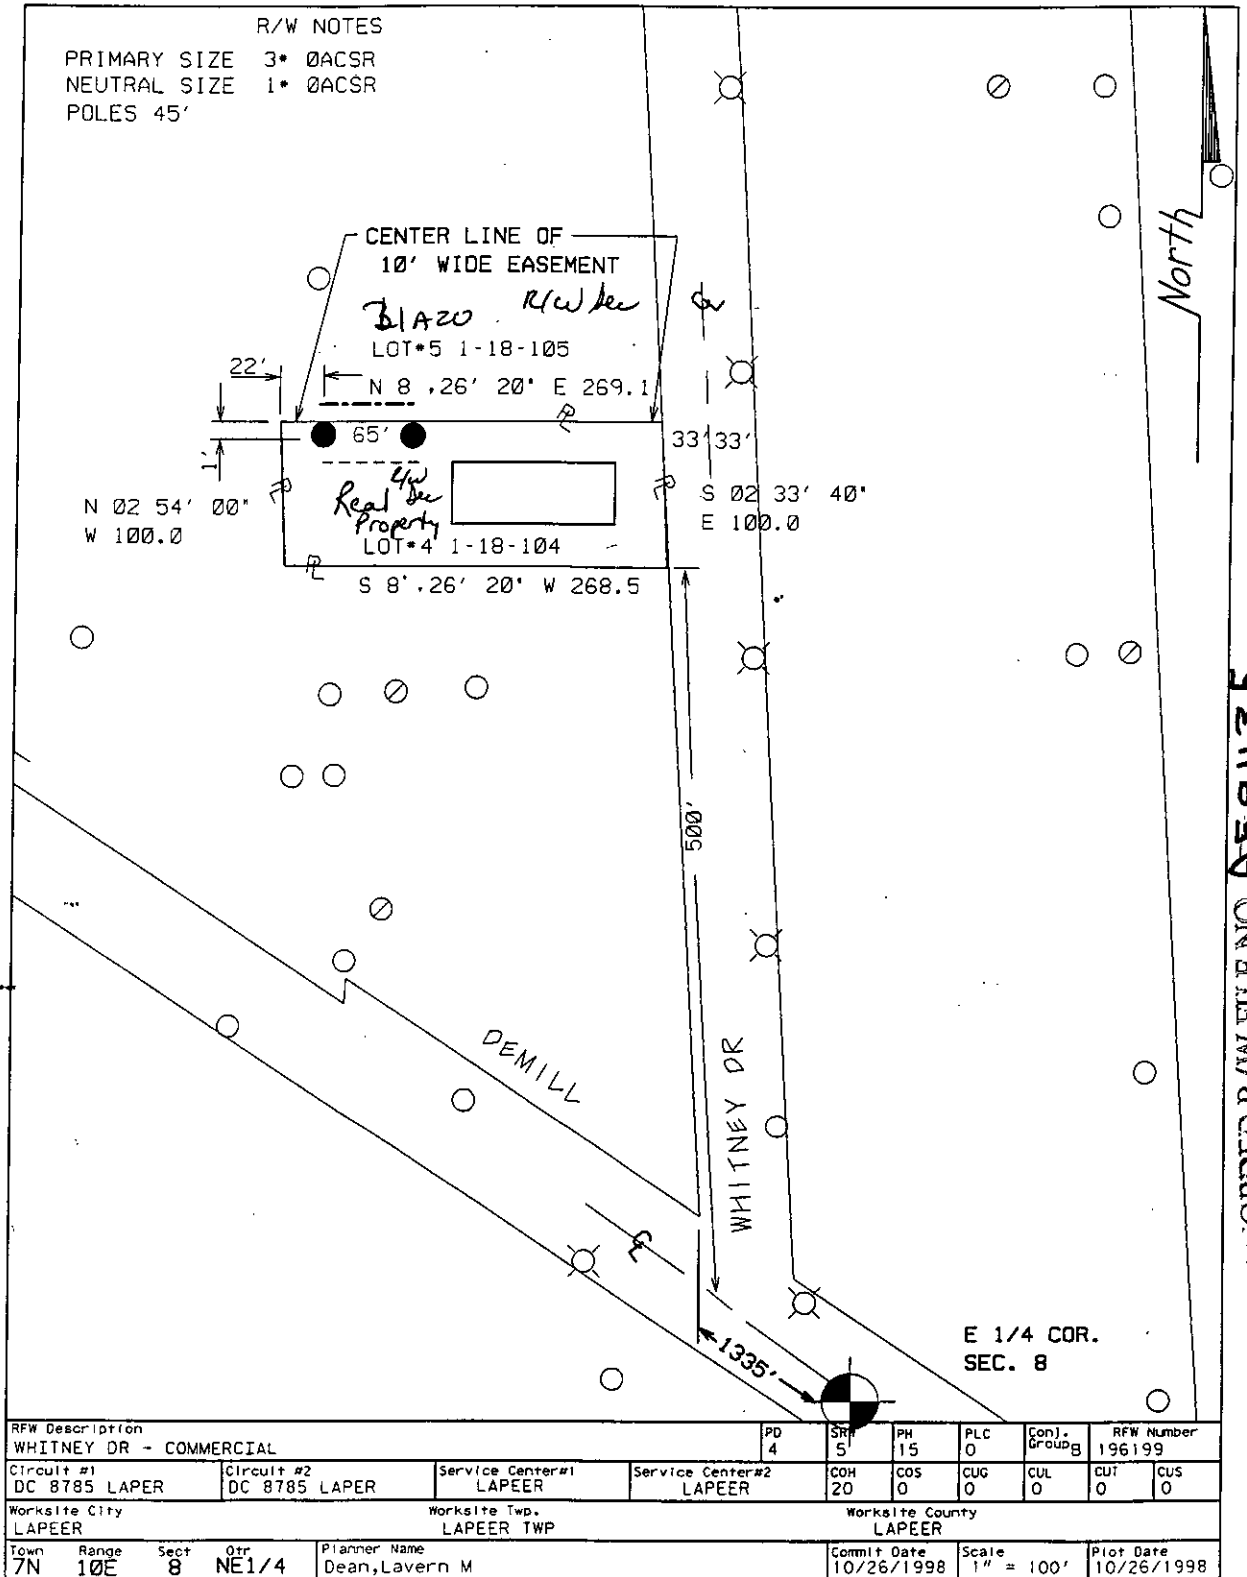 R/W NOTES
PRIMARY SIZE 3* 0ACSR
NEUTRAL SIZE 1* 0ACSR
POLES 45'
North
CENTER LINE OF
10' WIDE EASEMENT
BlAZO R/W Sec
LOT*5 1-18-105
22'
N 8 .26' 20" E 269.1
65'
33' 33'
1'
R/W Sec
Real
Property
LOT*4 1-18-104
N 02 54' 00"
W 100.0
S 02 33' 40"
E 100.0
S 8'.26' 20" W 268.5
500'
DEMILL
WHITNEY DR
1335'
E 1/4 COR.
SEC. 8
RFW Description
WHITNEY DR - COMMERCIAL
PD
4
SR#
5
PH
15
PLC
0
Conj. Group 8
RFW Number
196199
Circuit #1
DC 8785 LAPER
Circuit #2
DC 8785 LAPER
Service Center#1
LAPEER
Service Center#2
LAPEER
COH
20
COS
0
CUG
0
CUL
0
CUT
0
CUS
0
Worksite City
LAPEER
Worksite Twp.
LAPEER TWP
Worksite County
LAPEER
Town
7N
Range
10E
Sect
8
Qtr
NE1/4
Planner Name
Dean,Lavern M
Commit Date
10/26/1998
Scale
1" = 100'
Plot Date
10/26/1998